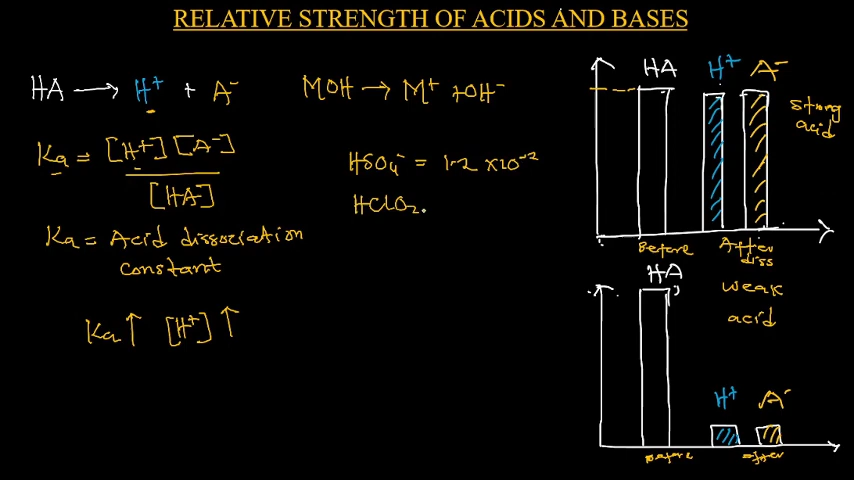 RELATIVE STRENGTH OF ACIDS AND BASES
HA → H⁺ + A⁻
MOH → M⁺ + OH⁻
Ka = [H⁺] [A⁻]
[HA]
Ka = Acid dissociation
constant
Ka ↑ [H⁺] ↑
HSO₄⁻ = 1.2 × 10⁻²
HClO₂
HA H⁺ A⁻
strong
acid
Before After
diss
HA
weak
acid
H⁺ A⁻
Before after